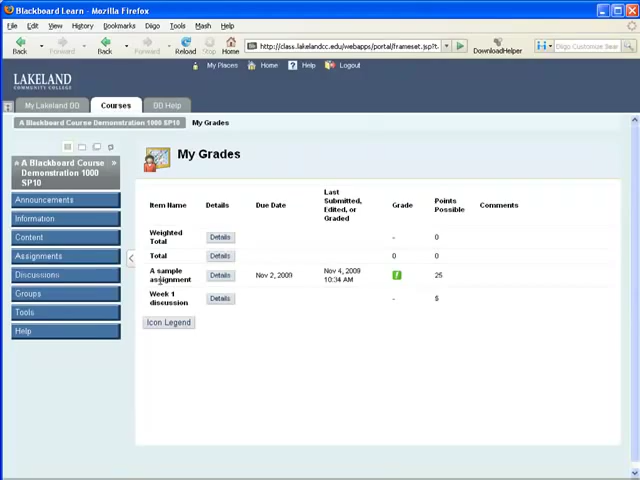 Blackboard Learn - Mozilla Firefox
File Edit View History Bookmarks Diigo Tools Mash Help
Back Forward Back Forward Reload Stop Home http://class.lakelandcc.edu/webapps/portal/frameset.jsp?t DownloadHelper Diigo Customize Sear
My Places Home Help Logout
LAKELAND
COMMUNITY COLLEGE
My Lakeland GO Courses GO Help
A Blackboard Course Demonstration 1000 SP10 My Grades
A Blackboard Course
Demonstration 1000
SP10
Announcements
Information
Content
Assignments
Discussions
Groups
Tools
Help
My Grades
Item Name Details Due Date Last Submitted, Edited, or Graded Grade Points Possible Comments
Weighted Total Details - 0
Total Details 0 0
A sample assignment Details Nov 2, 2009 Nov 4, 2009 10:34 AM ! 25
Week 1 discussion Details - 5
Icon Legend